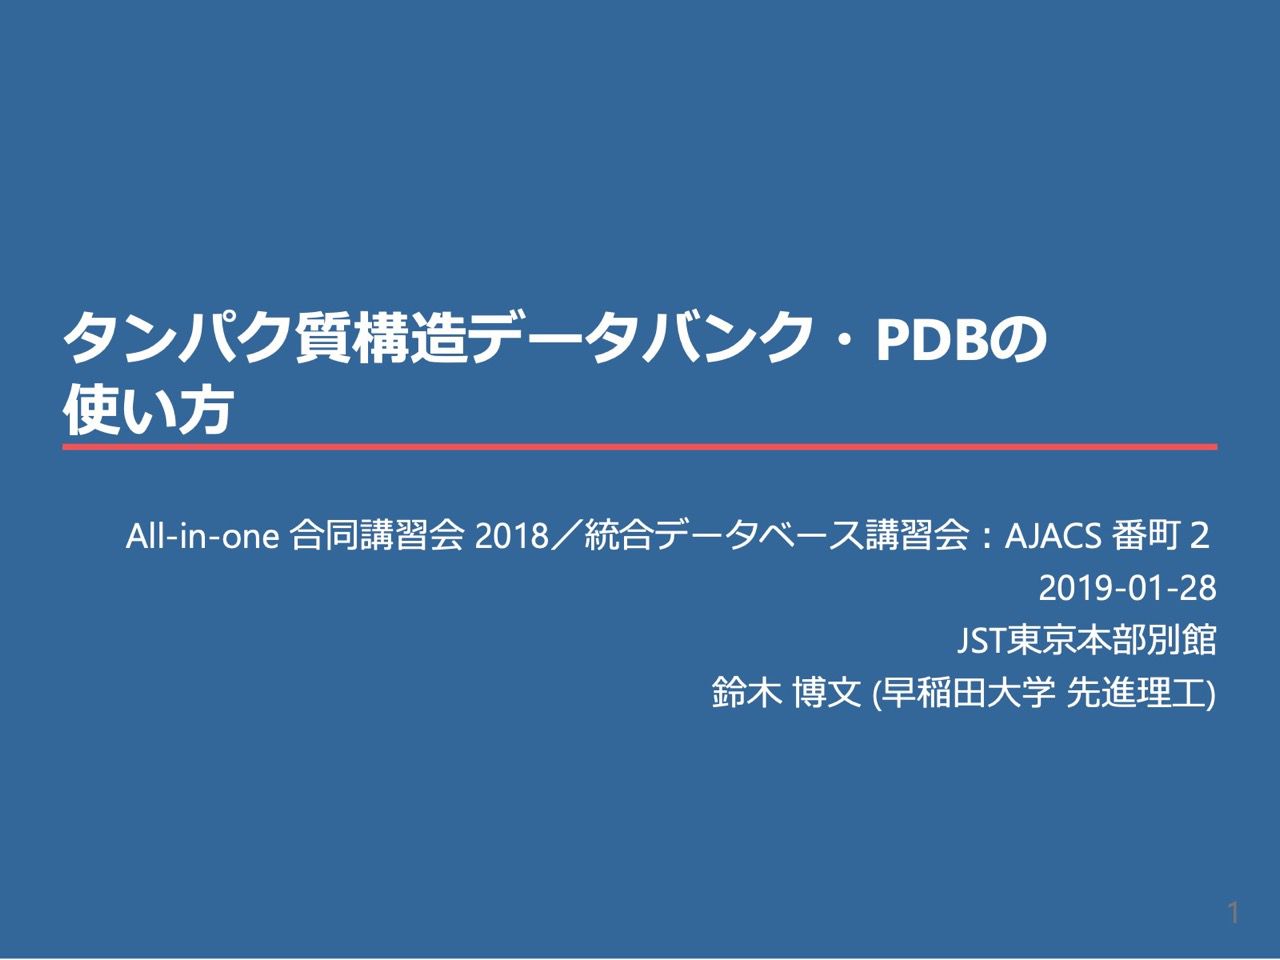 タンパク質構造データバンク・PDBの
使い方
All-in-one 合同講習会 2018／統合データベース講習会：AJACS 番町２
2019-01-28
JST東京本部別館
鈴木 博文 (早稲田大学 先進理工)
1